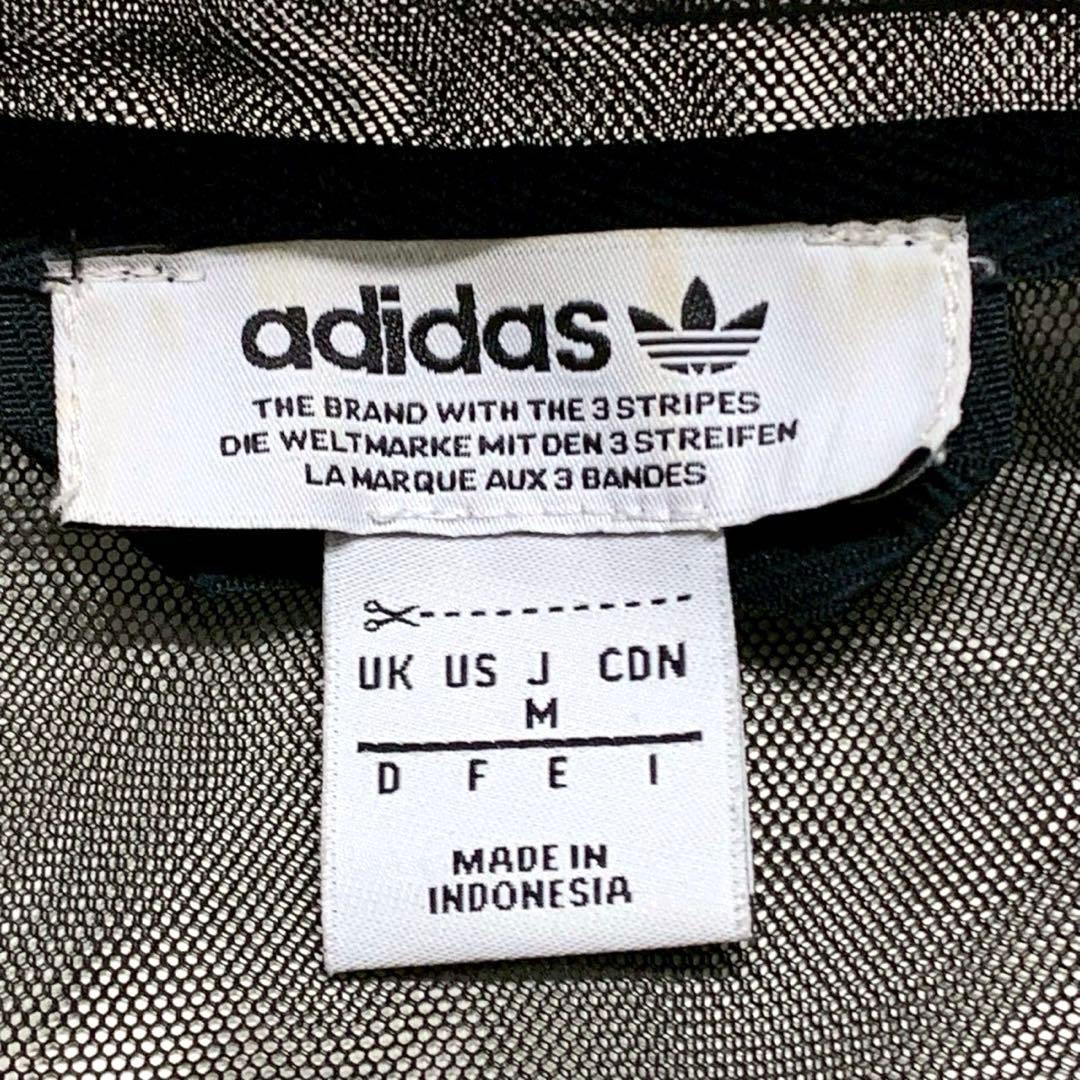 adidas
THE BRAND WITH THE 3 STRIPES
DIE WELTMARKE MIT DEN 3 STREIFEN
LA MARQUE AUX 3 BANDES
UK US J CDN
M
D F E I
MADE IN
INDONESIA